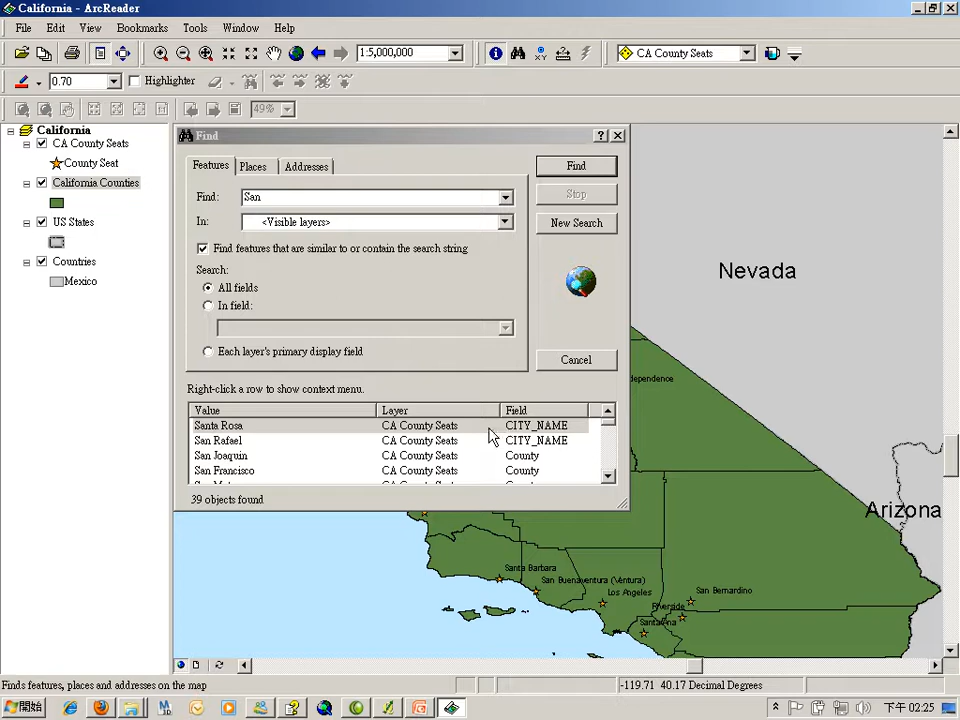 California - ArcReader
File Edit View Bookmarks Tools Window Help
1:5,000,000 CA County Seats
0.70 Highlighter
49%
California
CA County Seats
County Seat
California Counties
US States
Countries
Mexico
Find
Features Places Addresses
Find
Find: San
Stop
In: <Visible layers>
New Search
Find features that are similar to or contain the search string
Search:
All fields
In field:
Each layer's primary display field
Cancel
Right-click a row to show context menu.
Value Layer Field
Santa Rosa CA County Seats CITY_NAME
San Rafael CA County Seats CITY_NAME
San Joaquin CA County Seats County
San Francisco CA County Seats County
39 objects found
Nevada
Arizona
Santa Barbara
San Buenaventura (Ventura)
Los Angeles
San Bernardino
Riverside
Santa Ana
Finds features, places and addresses on the map
-119.71 40.17 Decimal Degrees
開始
下午 02:25